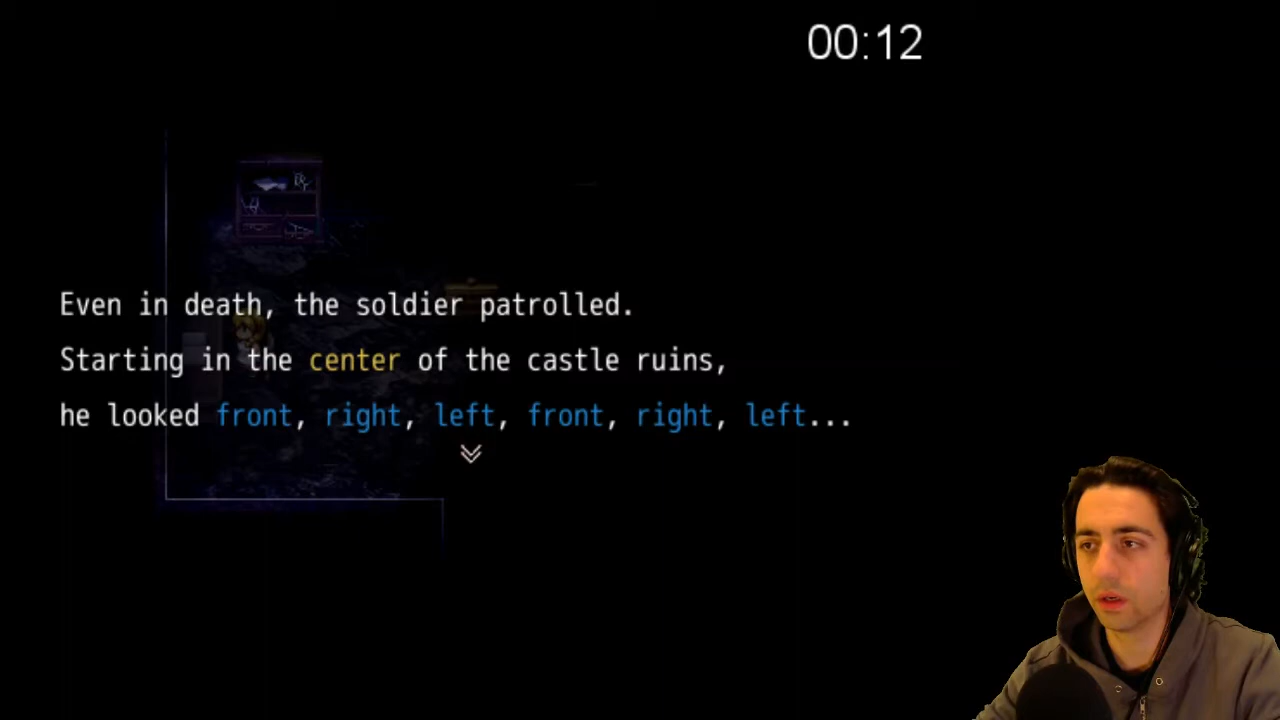 00:12
Even in death, the soldier patrolled.
Starting in the center of the castle ruins,
he looked front, right, left, front, right, left...